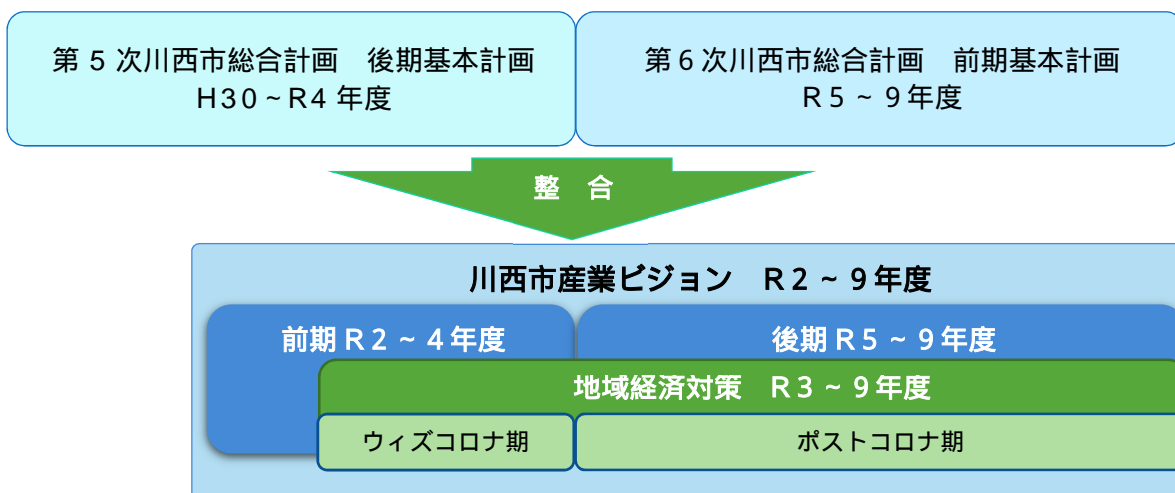 第５次川西市総合計画　後期基本計画
H30～R4 年度
第６次川西市総合計画　前期基本計画
Ｒ５～９年度
整　合
川西市産業ビジョン　Ｒ２～９年度
前期Ｒ２～４年度
後期Ｒ５～９年度
地域経済対策　Ｒ３～９年度
ウィズコロナ期
ポストコロナ期